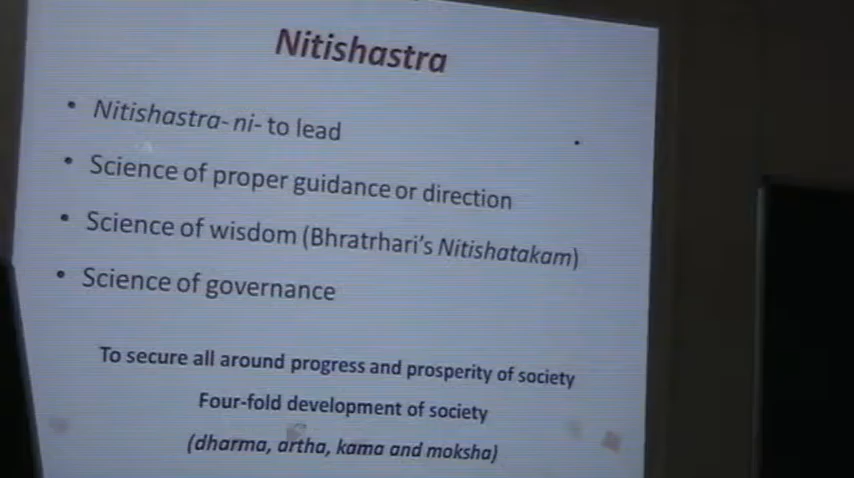 Nitishastra
• Nitishastra- ni- to lead
• Science of proper guidance or direction
• Science of wisdom (Bhratrhari's Nitishatakam)
• Science of governance
To secure all around progress and prosperity of society
Four-fold development of society
(dharma, artha, kama and moksha)